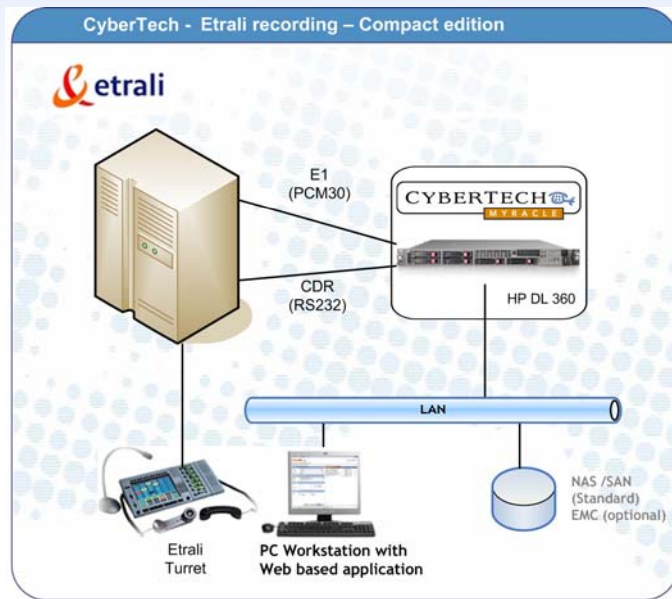 CyberTech - Etrali recording – Compact edition
etrali
E1
(PCM30)
CYBERTECH
MYRACLE
CDR
(RS232)
HP DL 360
LAN
NAS /SAN
(Standard)
EMC (optional)
Etrali
Turret
PC Workstation with
Web based application